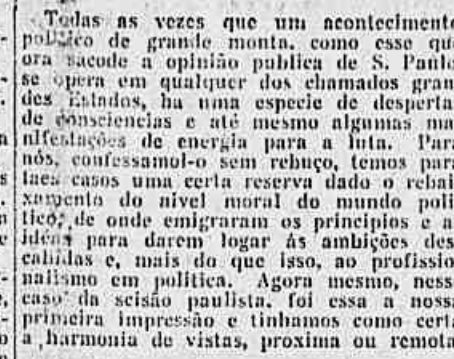 Todas as vezes que um acontecimento
politico de grande monta, como esse que
ora sacode a opinião publica de S. Paulo
se opera em qualquer dos chamados gran
des Estados, ha uma especie de desperta
de consciencias e até mesmo algumas ma
nifestações de energia para a luta. Para
nós, confessamol-o sem rebuço, temos para
taes casos uma certa reserva dado o rebai
xamento do nivel moral do mundo poli
tico, de onde emigraram os principios e a
idéas para darem logar ás ambições des
cabidas e, mais do que isso, ao profissio
nalismo em politica. Agora mesmo, nesse
caso da scisão paulista, foi essa a nossa
primeira impressão e tinhamos como certa
a harmonia de vistas, proxima ou remota